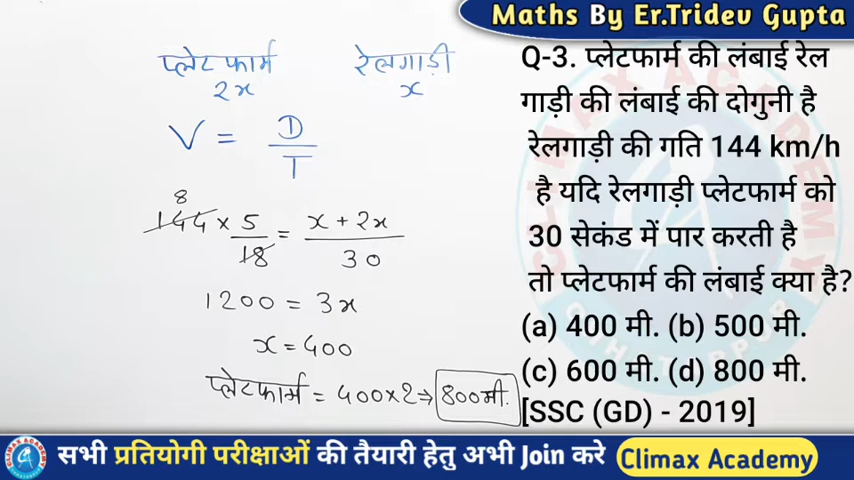 Maths By Er.Tridev Gupta
प्लेटफार्म रेलगाड़ी
2x x
V = D/T
8
144 × 5/18 = x + 2x / 30
1200 = 3x
x = 400
प्लेटफार्म = 400×2 → 800मी.
Q-3. प्लेटफार्म की लंबाई रेल
गाड़ी की लंबाई की दोगुनी है
रेलगाड़ी की गति 144 km/h
है यदि रेलगाड़ी प्लेटफार्म को
30 सेकंड में पार करती है
तो प्लेटफार्म की लंबाई क्या है?
(a) 400 मी. (b) 500 मी.
(c) 600 मी. (d) 800 मी.
[SSC (GD) - 2019]
सभी प्रतियोगी परीक्षाओं की तैयारी हेतु अभी Join करे Climax Academy